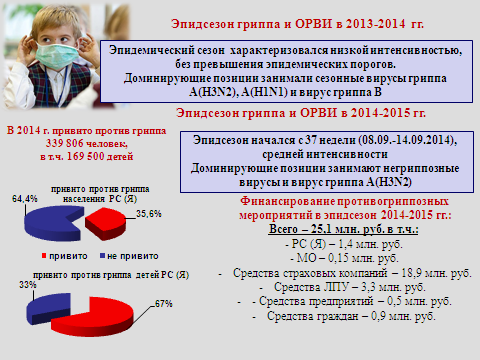 Эпидсезон гриппа и ОРВИ в 2013-2014 гг.
Эпидемический сезон характеризовался низкой интенсивностью,
без превышения эпидемических порогов.
Доминирующие позиции занимали сезонные вирусы гриппа
А(H3N2), А(H1N1) и вирус гриппа В
Эпидсезон гриппа и ОРВИ в 2014-2015 гг.
В 2014 г. привито против гриппа
339 806 человек,
в т.ч. 169 500 детей
Эпидсезон начался с 37 недели (08.09.-14.09.2014),
средней интенсивности
Доминирующие позиции занимают негриппозные
вирусы и вирус гриппа А(H3N2)
привито против гриппа
населения РС (Я)
64,4%
35,6%
привито
не привито
привито против гриппа детей РС (Я)
33%
67%
Финансирование противогриппозных
мероприятий в эпидсезон 2014-2015 гг.:
Всего – 25,1 млн. руб. в т.ч.:
- РС (Я) – 1,4 млн. руб.
- МО – 0,15 млн. руб.
- Средства страховых компаний – 18,9 млн. руб.
- Средства ЛПУ – 3,3 млн. руб.
- - Средства предприятий – 0,5 млн. руб.
- Средства граждан – 0,9 млн. руб.